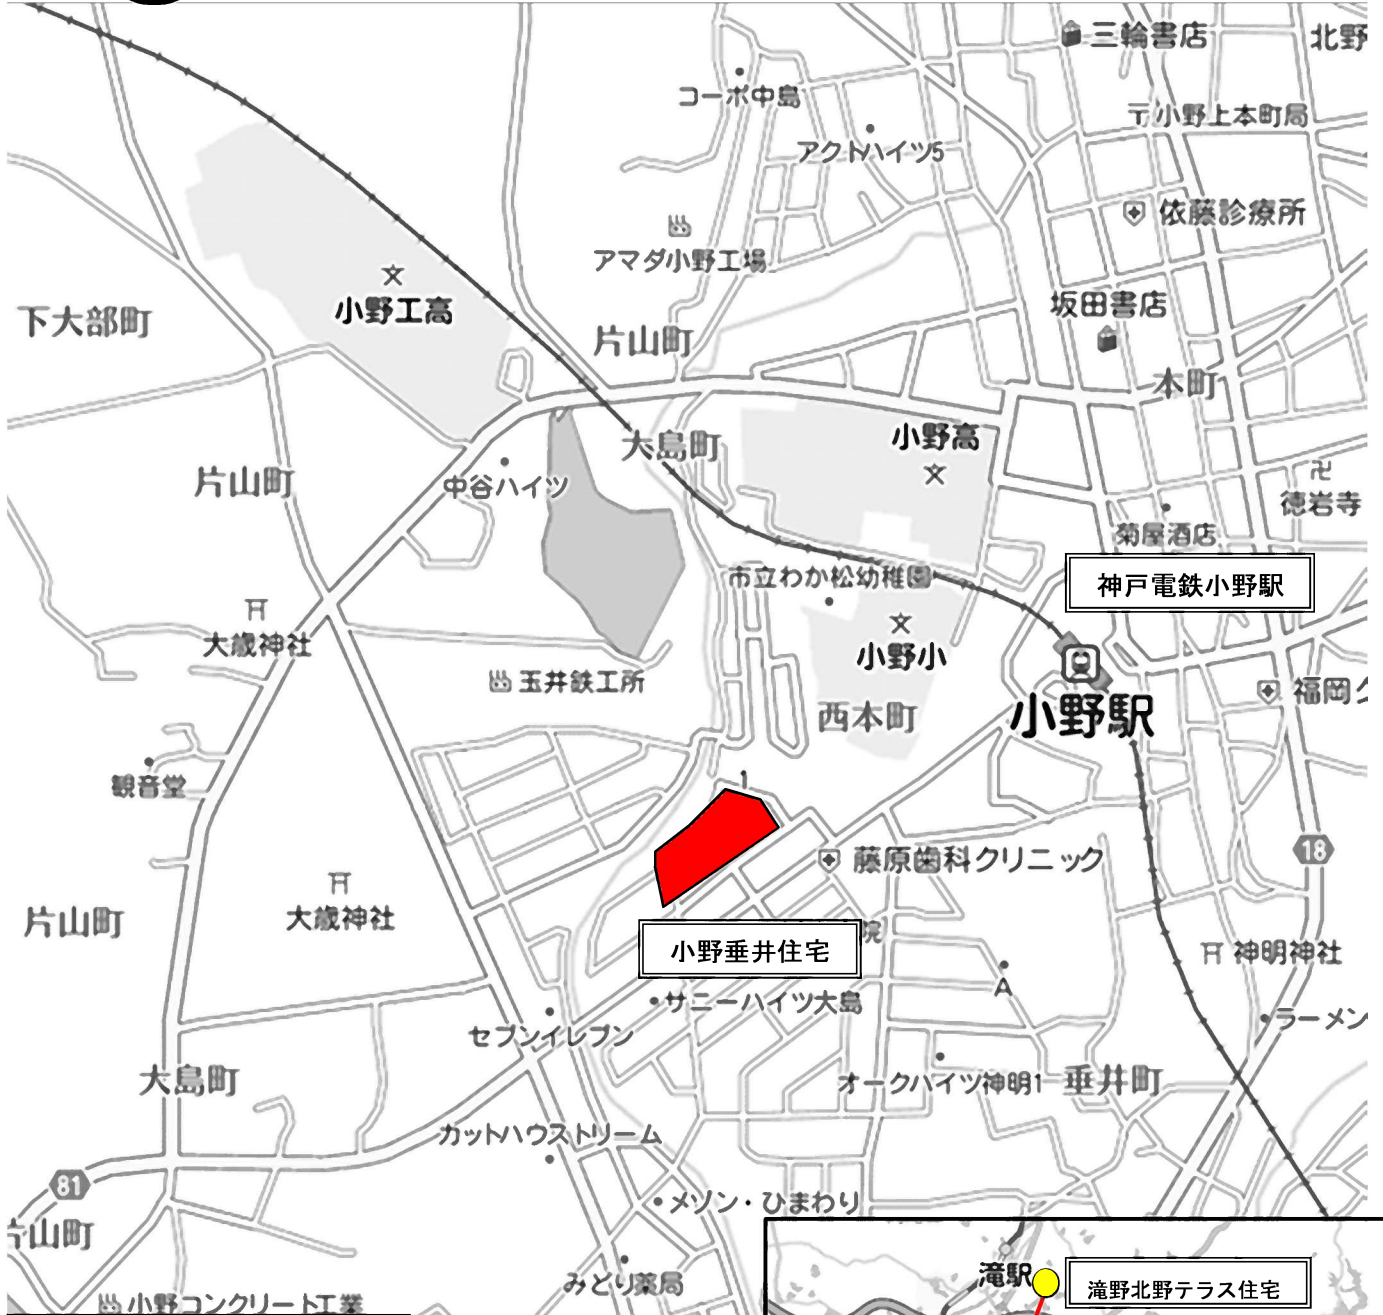 三輪書店
北野
コーポ中島
小野上本町局
アクトハイツ5
依藤診療所
アマダ小野工場
小野工高
下大部町
片山町
坂田書店
本町
大島町
小野高
片山町
中谷ハイツ
徳岩寺
菊屋酒店
市立わか松幼稚園
神戸電鉄小野駅
大歳神社
小野小
玉井鉄工所
福岡ク
西本町
小野駅
観音堂
18
藤原歯科クリニック
大歳神社
片山町
院
小野垂井住宅
神明神社
A
サニーハイツ大島
ラーメン
セブンイレブン
大島町
オークハイツ神明1
垂井町
カットハウストリーム
81
メゾン・ひまわり
片山町
滝駅
滝野北野テラス住宅
みどり薬局
小野コンクリート工業